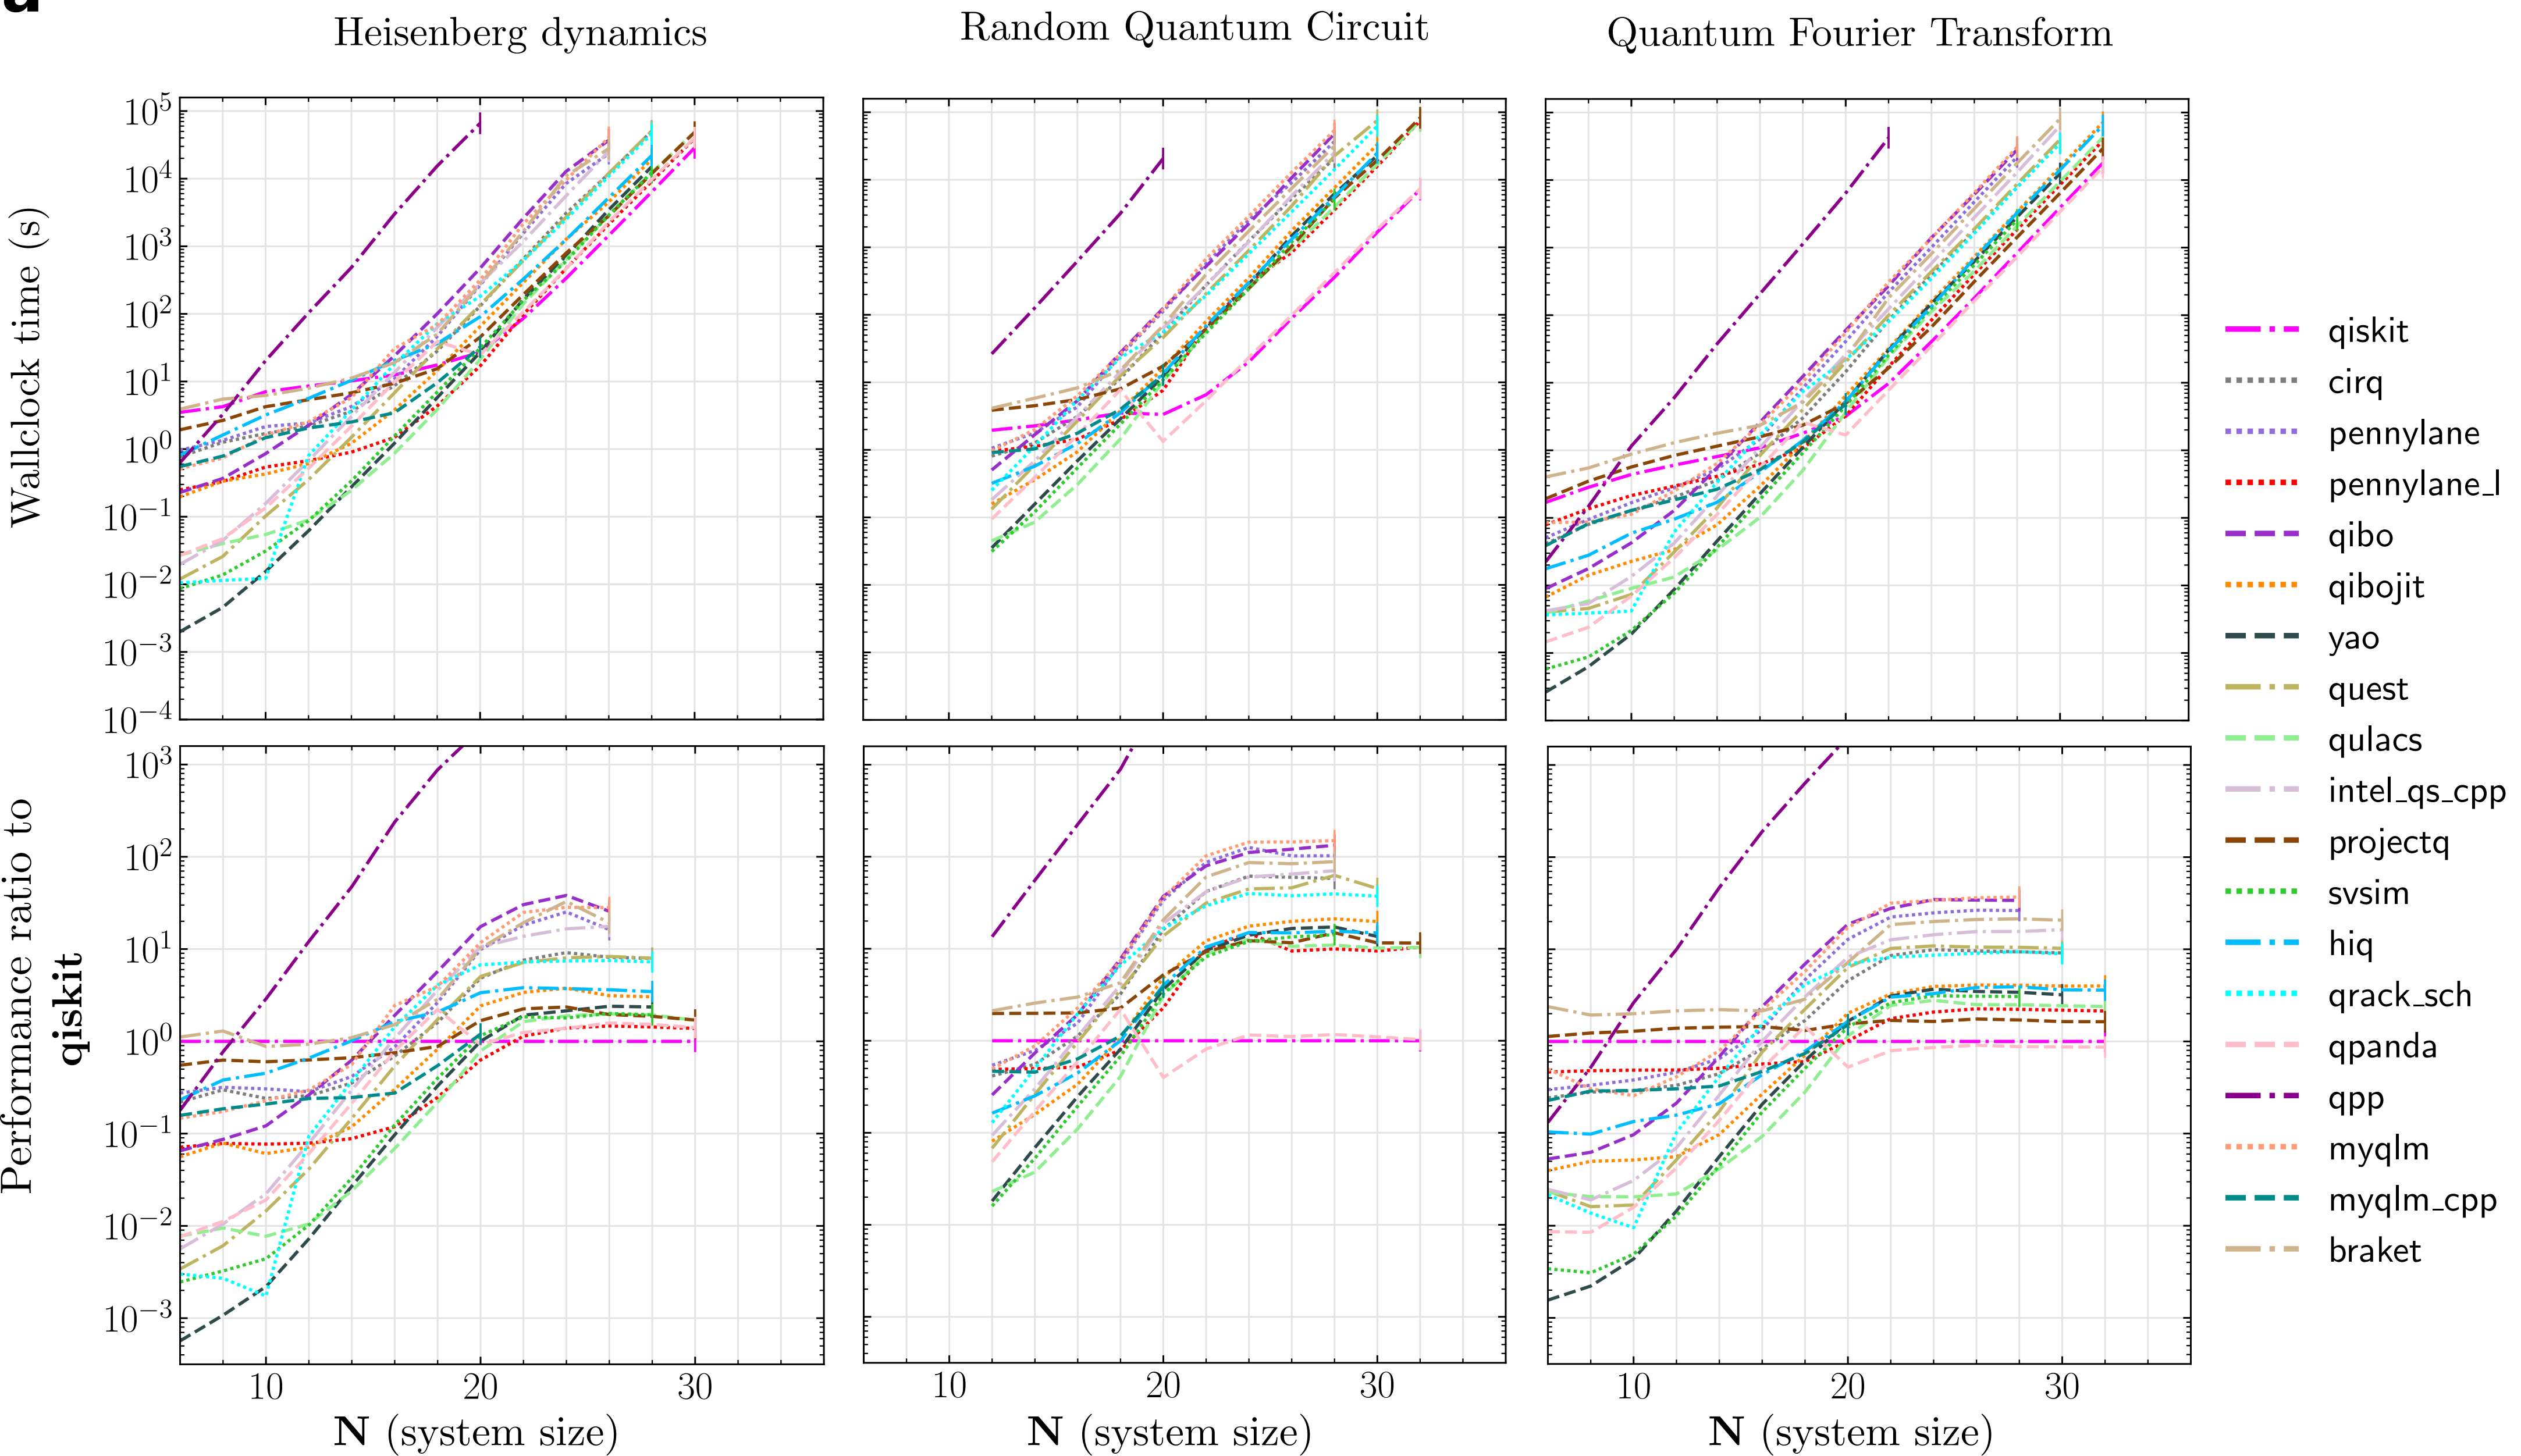 a
Heisenberg dynamics
Random Quantum Circuit
Quantum Fourier Transform
Wallclock time (s)
10^5
10^4
10^3
10^2
10^1
10^0
10^−1
10^−2
10^−3
10^−4
Performance ratio to
qiskit
10^3
10^2
10^1
10^0
10^−1
10^−2
10^−3
10 20 30
10 20 30
10 20 30
N (system size)
N (system size)
N (system size)
qiskit
cirq
pennylane
pennylane_l
qibo
qibojit
yao
quest
qulacs
intel_qs_cpp
projectq
svsim
hiq
qrack_sch
qpanda
qpp
myqlm
myqlm_cpp
braket